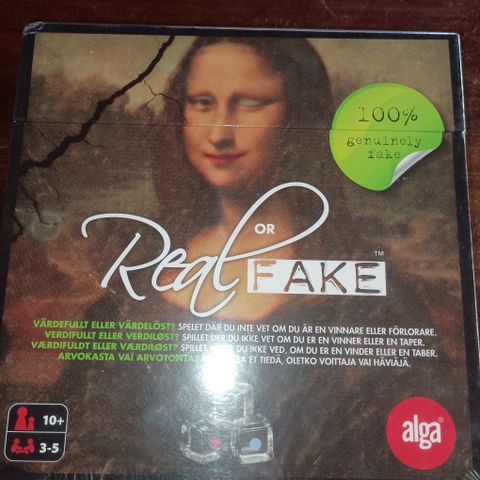 100%
genuinely
fake
Real OR FAKE™
VÄRDEFULLT ELLER VÄRDELÖST? SPELET DÄR DU INTE VET OM DU ÄR EN VINNARE ELLER FÖRLORARE.
VERDIFULLT ELLER VERDILØST? SPILLET DER DU IKKE VET OM DU ER EN VINNER ELLER EN TAPER.
VÆRDIFULDT ELLER VÆRDILØST? SPILLET DU IKKE VED, OM DU ER EN VINDER ELLER EN TABER.
ARVOKASTA VAI ARVOTONTA? ET TIEDÄ, OLETKO VOITTAJA VAI HÄVIÄJÄ.
10+
3-5
alga®